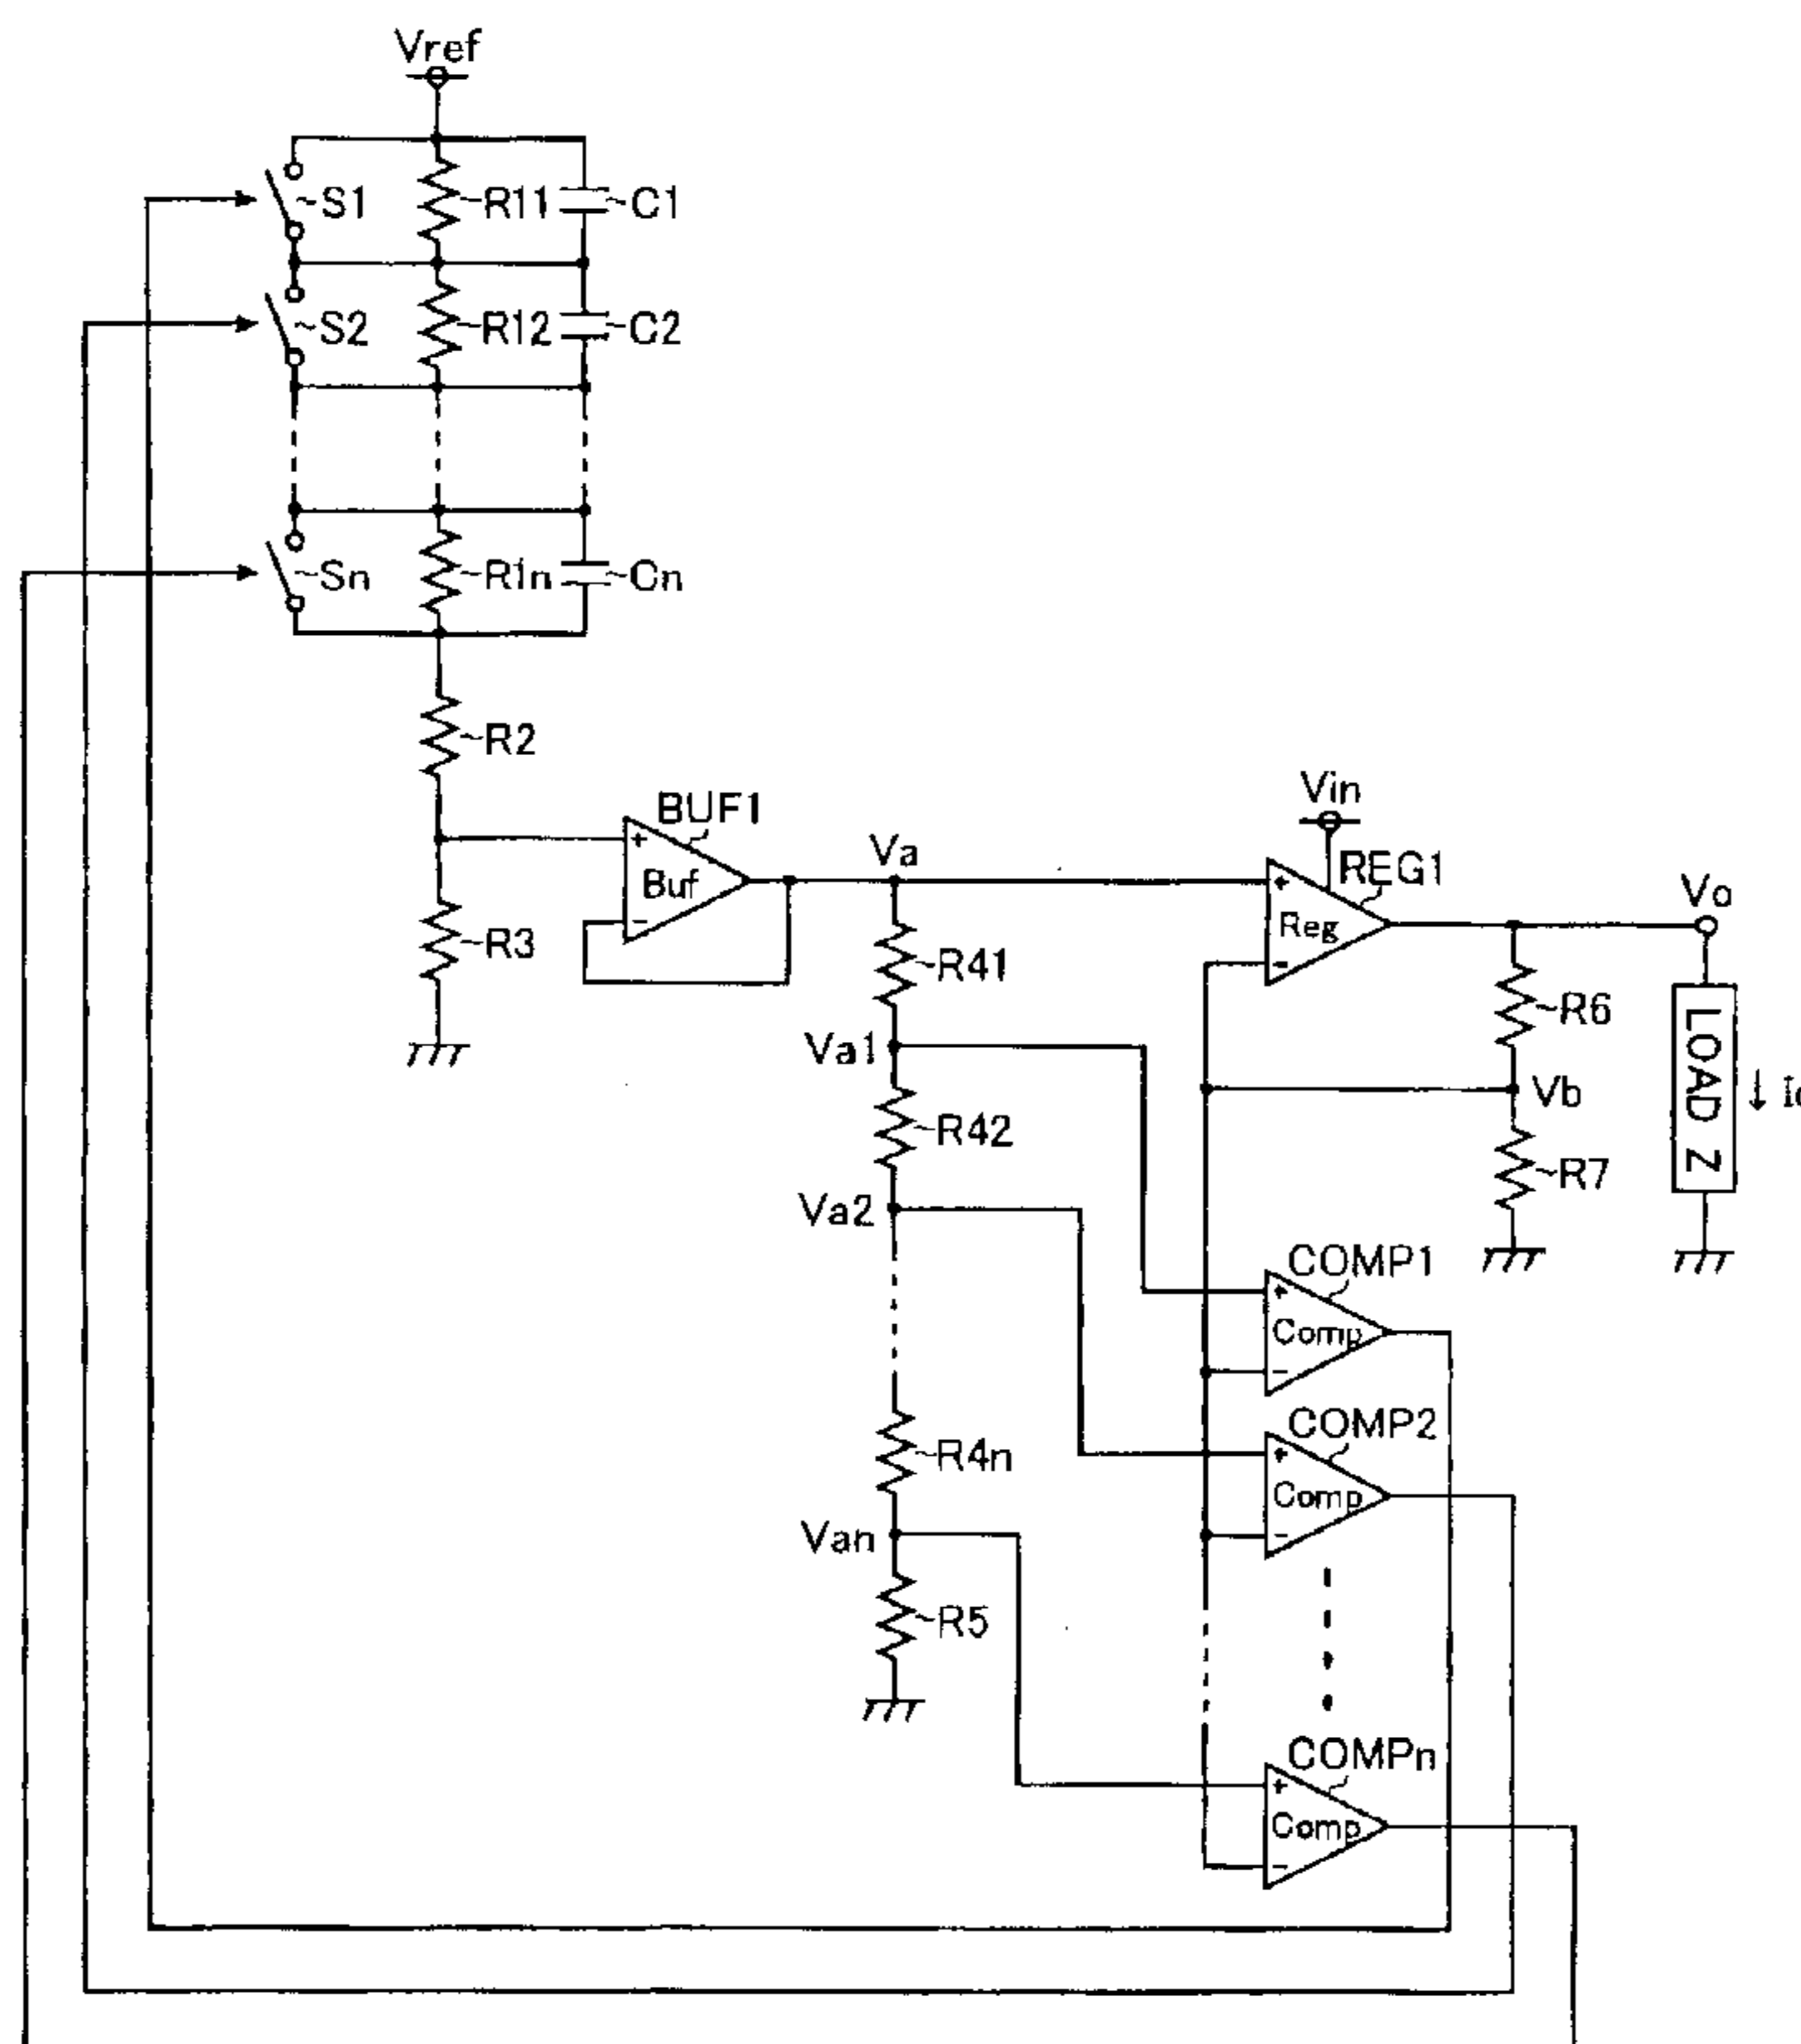 Vref
S1
R11
C1
S2
R12
C2
Sn
R1n
Cn
R2
BUF1
Buf
R3
Va
Vin
REG1
Reg
Vo
R41
R6
Va1
LOAD Z
Vb
R42
R7
Va2
COMP1
Comp
COMP2
Comp
R4n
Van
R5
COMPn
Comp